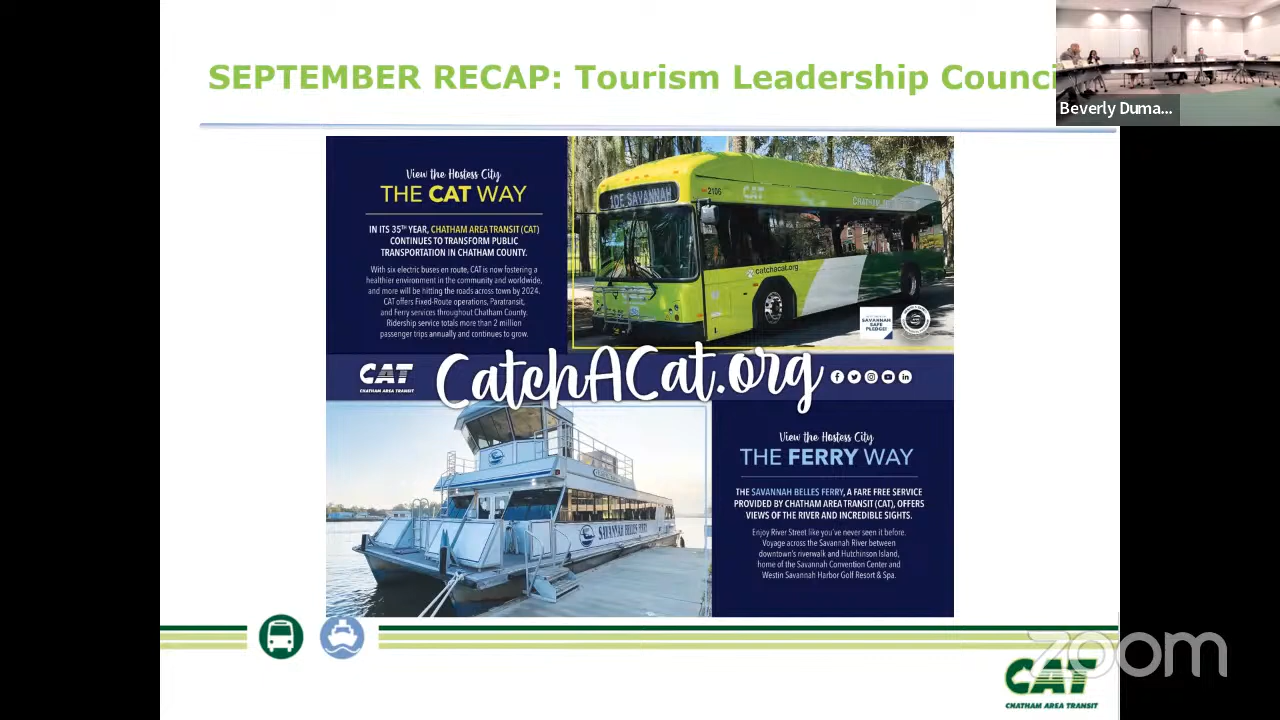 SEPTEMBER RECAP: Tourism Leadership Counci
Beverly Duma...
View the Hostess City
THE CAT WAY
IN ITS 35TH YEAR, CHATHAM AREA TRANSIT (CAT)
CONTINUES TO TRANSFORM PUBLIC
TRANSPORTATION IN CHATHAM COUNTY.
With six electric buses en route, CAT is now fostering a
healthier environment in the community and worldwide,
and more will be hitting the roads across town by 2024.
CAT offers Fixed-Route operations, Paratransit,
and Ferry services throughout Chatham County.
Ridership service totals more than 2 million
passenger trips annually and continues to grow.
10E SAVANNAH
2106
CAT
catchacat.org
SAVANNAH
SAFE
PLEDGE!
CAT
CHATHAM AREA TRANSIT
CatchACat.org
SAVANNAH BELLES FERRY
View the Hostess City
THE FERRY WAY
THE SAVANNAH BELLES FERRY, A FARE FREE SERVICE
PROVIDED BY CHATHAM AREA TRANSIT (CAT), OFFERS
VIEWS OF THE RIVER AND INCREDIBLE SIGHTS.
Enjoy River Street like you've never seen it before.
Voyage across the Savannah River between
downtown's riverwalk and Hutchinson Island,
home of the Savannah Convention Center and
Westin Savannah Harbor Golf Resort & Spa.
zoom
CAT
CHATHAM AREA TRANSIT